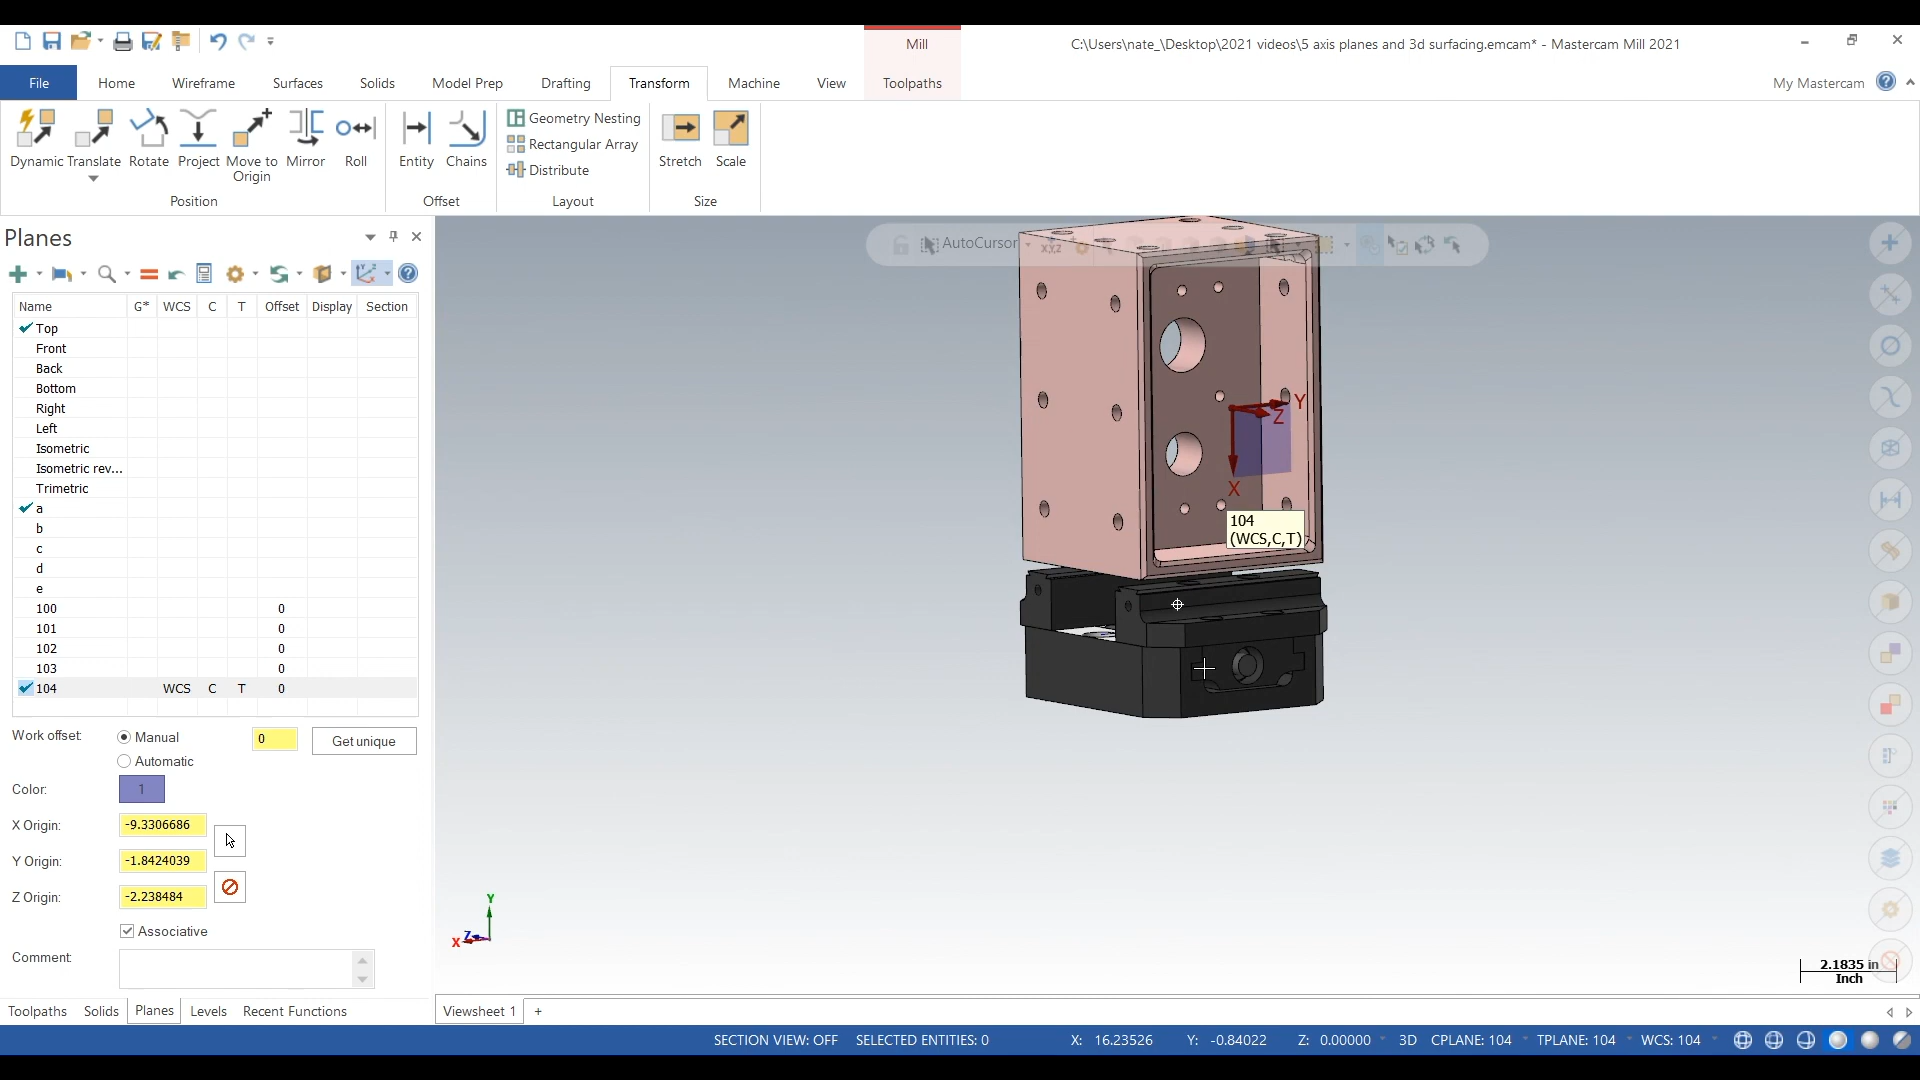 Mill
C:\Users\nate_\Desktop\2021 videos\5 axis planes and 3d surfacing.emcam* - Mastercam Mill 2021
File Home Wireframe Surfaces Solids Model Prep Drafting Transform Machine View Toolpaths My Mastercam
Dynamic Translate Rotate Project Move to Origin Mirror Roll
Position
Entity Chains
Offset
Geometry Nesting
Rectangular Array
Distribute
Layout
Stretch Scale
Size
Planes
AutoCursor
XYZ
Name G* WCS C T Offset Display Section
Top
Front
Back
Bottom
Right
Left
Isometric
Isometric rev...
Trimetric
a
b
c
d
e
100 0
101 0
102 0
103 0
104 WCS C T 0
Work offset: Manual 0 Get unique
Automatic
Color: 1
X Origin: -9.3306686
Y Origin: -1.8424039
Z Origin: -2.238484
Associative
Comment:
Y
Z
X
104
(WCS,C,T)
Y
Z
X
2.1835 in
Inch
Toolpaths Solids Planes Levels Recent Functions
Viewsheet 1 +
SECTION VIEW: OFF SELECTED ENTITIES: 0 X: 16.23526 Y: -0.84022 Z: 0.00000 3D CPLANE: 104 TPLANE: 104 WCS: 104